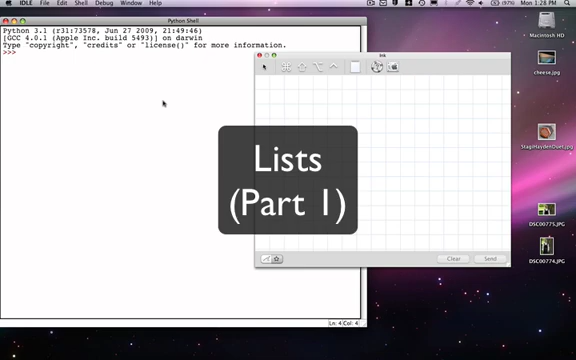 IDLE File Edit Shell Debug Window Help
(97%) Mon 1:28 PM
Python Shell
Python 3.1 (r31:73578, Jun 27 2009, 21:49:46)
[GCC 4.0.1 (Apple Inc. build 5493)] on darwin
Type "copyright", "credits" or "license()" for more information.
>>>
Ink
Lists
(Part 1)
Clear
Send
Ln: 4 Col: 4
Macintosh HD
cheese.jpg
StagiHaydenDuet.jpg
DSC00775.JPG
DSC00774.JPG